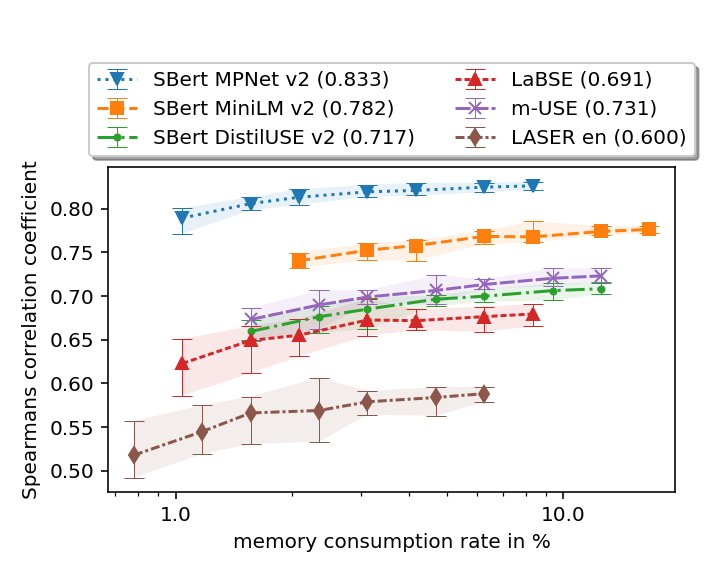 SBert MPNet v2 (0.833)
SBert MiniLM v2 (0.782)
SBert DistilUSE v2 (0.717)
LaBSE (0.691)
m-USE (0.731)
LASER en (0.600)
Spearmans correlation coefficient
0.80
0.75
0.70
0.65
0.60
0.55
0.50
1.0
10.0
memory consumption rate in %